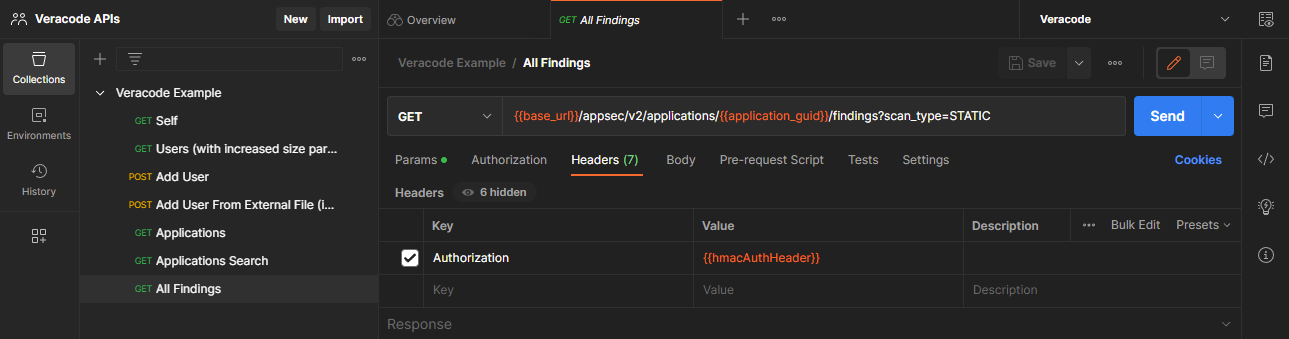 Veracode APIs
New
Import
Overview
GET All Findings
Veracode
Collections
Environments
History
Veracode Example
GET Self
GET Users (with increased size par...
POST Add User
POST Add User From External File (i...
GET Applications
GET Applications Search
GET All Findings
Veracode Example / All Findings
Save
GET
{{base_url}}/appsec/v2/applications/{{application_guid}}/findings?scan_type=STATIC
Send
Params
Authorization
Headers (7)
Body
Pre-request Script
Tests
Settings
Cookies
Headers
6 hidden
Key
Value
Description
Bulk Edit
Presets
Authorization
{{hmacAuthHeader}}
Key
Value
Description
Response